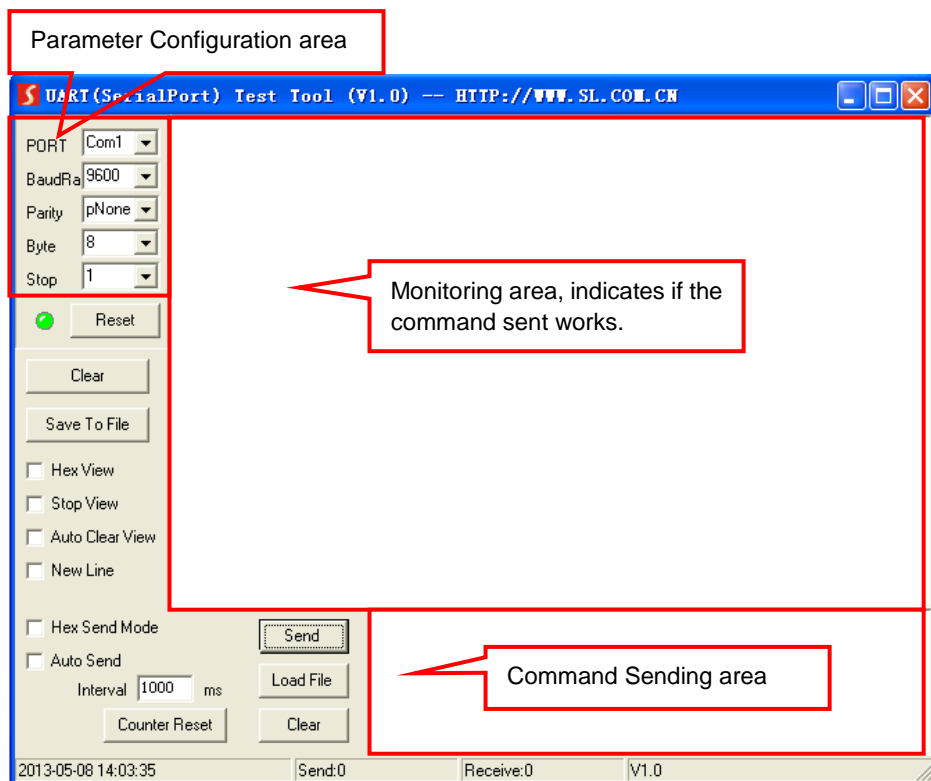 Parameter Configuration area
UART(SerialPort) Test Tool (V1.0) -- HTTP://WWW.SL.COM.CN
PORT Com1
BaudRa 9600
Parity pNone
Byte 8
Stop 1
Monitoring area, indicates if the
command sent works.
Reset
Clear
Save To File
Hex View
Stop View
Auto Clear View
New Line
Hex Send Mode
Send
Auto Send
Interval 1000 ms
Load File
Command Sending area
Counter Reset
Clear
2013-05-08 14:03:35 Send:0 Receive:0 V1.0